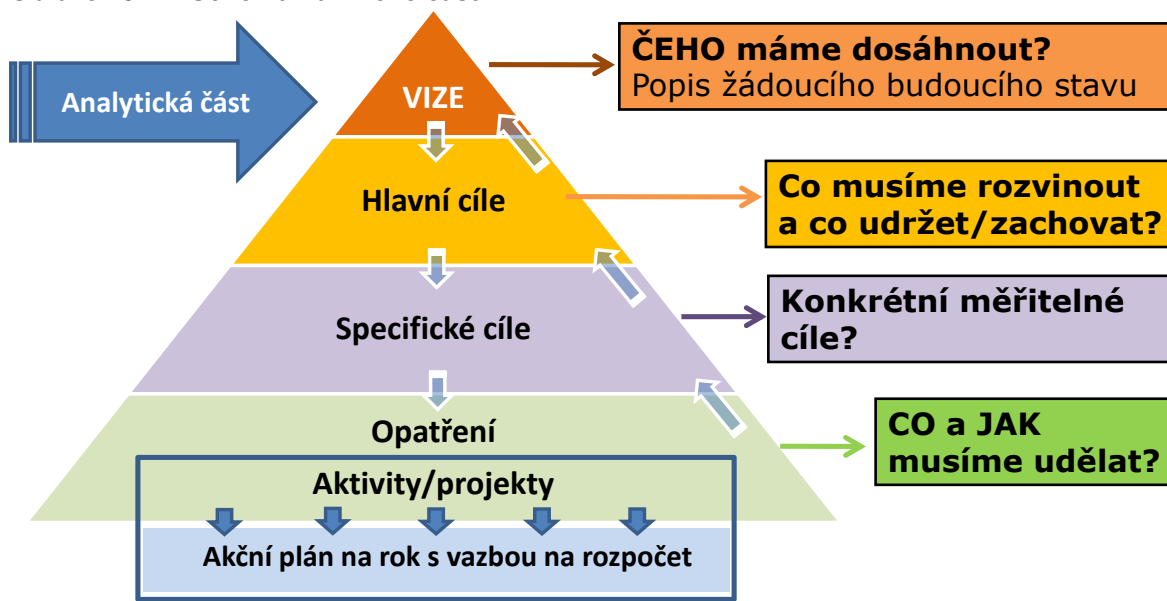 Analytická část
VIZE
ČEHO máme dosáhnout?
Popis žádoucího budoucího stavu
Hlavní cíle
Co musíme rozvinout
a co udržet/zachovat?
Specifické cíle
Konkrétní měřitelné
cíle?
Opatření
CO a JAK
musíme udělat?
Aktivity/projekty
Akční plán na rok s vazbou na rozpočet